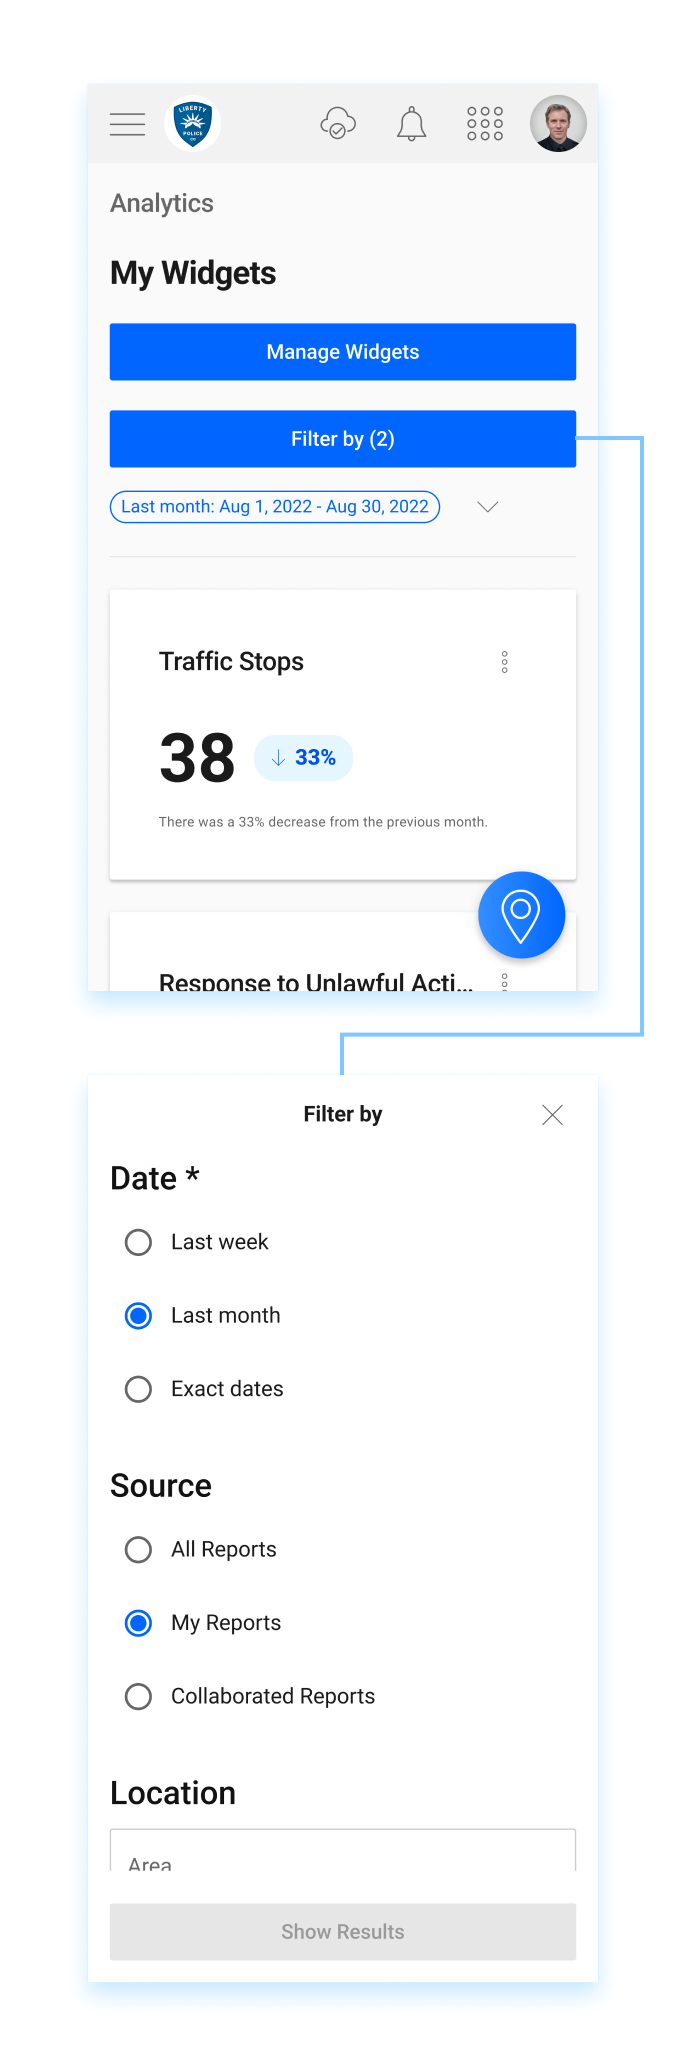 LIBERTY
POLICE
CO
Analytics
My Widgets
Manage Widgets
Filter by (2)
Last month: Aug 1, 2022 - Aug 30, 2022
Traffic Stops
38
33%
There was a 33% decrease from the previous month.
Response to Unlawful Acti...
Filter by
Date *
Last week
Last month
Exact dates
Source
All Reports
My Reports
Collaborated Reports
Location
Area
Show Results